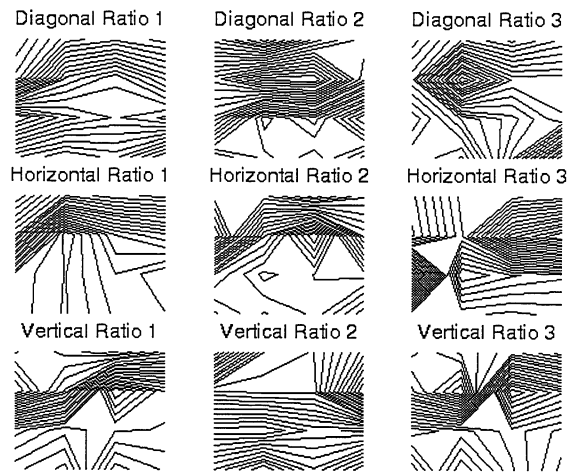 Diagonal Ratio 1
Diagonal Ratio 2
Diagonal Ratio 3
Horizontal Ratio 1
Horizontal Ratio 2
Horizontal Ratio 3
Vertical Ratio 1
Vertical Ratio 2
Vertical Ratio 3